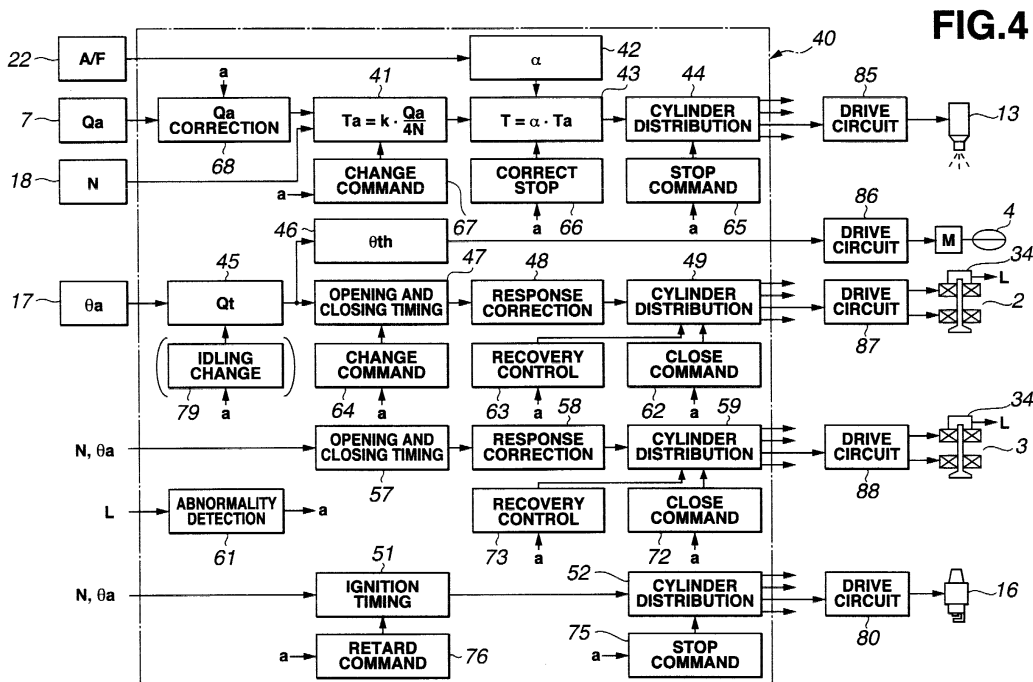 FIG.4
22
A/F
42
α
40
a
41
43
44
85
7
Qa
Qa CORRECTION
68
Ta = k · Qa/4N
T = α · Ta
CYLINDER DISTRIBUTION
DRIVE CIRCUIT
13
18
N
a
CHANGE COMMAND
67
CORRECT STOP
66
a
STOP COMMAND
65
a
46
θth
86
DRIVE CIRCUIT
M
4
45
47
48
49
34
L
17
θa
Qt
OPENING AND CLOSING TIMING
RESPONSE CORRECTION
CYLINDER DISTRIBUTION
DRIVE CIRCUIT
87
2
IDLING CHANGE
79
a
CHANGE COMMAND
64
a
RECOVERY CONTROL
63
a
CLOSE COMMAND
62
a
58
59
34
L
N, θa
OPENING AND CLOSING TIMING
57
RESPONSE CORRECTION
CYLINDER DISTRIBUTION
DRIVE CIRCUIT
88
3
L
ABNORMALITY DETECTION
61
a
RECOVERY CONTROL
73
a
CLOSE COMMAND
72
a
51
52
N, θa
IGNITION TIMING
CYLINDER DISTRIBUTION
DRIVE CIRCUIT
80
16
a
RETARD COMMAND
76
75
a
STOP COMMAND